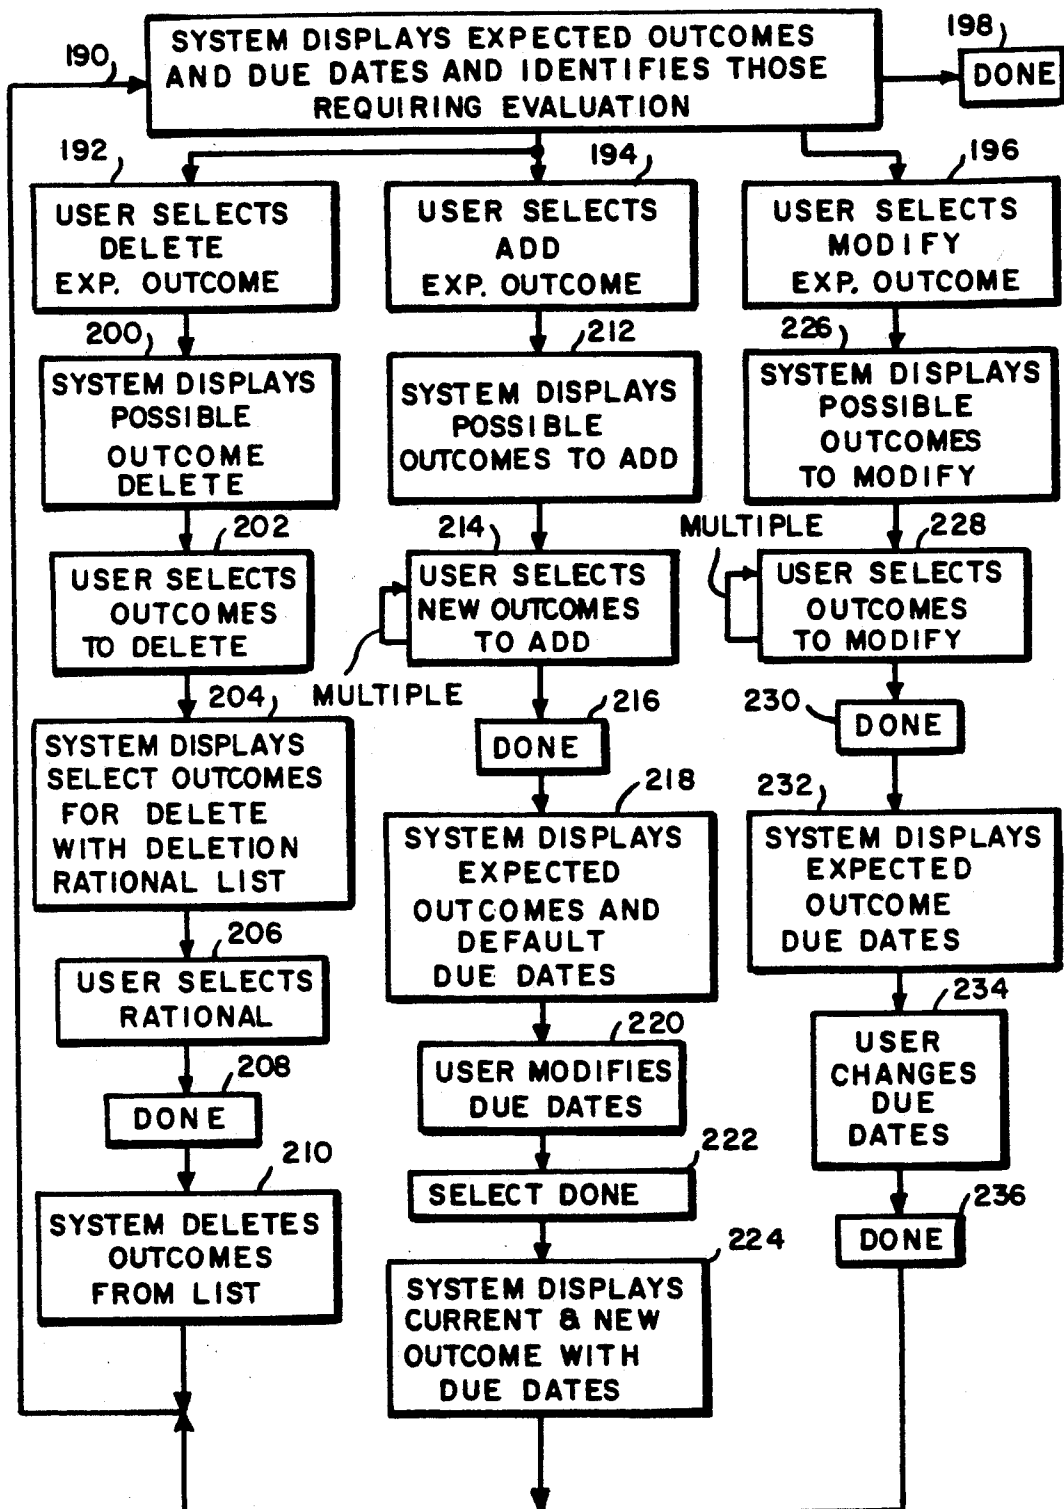 190
SYSTEM DISPLAYS EXPECTED OUTCOMES
AND DUE DATES AND IDENTIFIES THOSE
REQUIRING EVALUATION
198
DONE
192
USER SELECTS
DELETE
EXP. OUTCOME
194
USER SELECTS
ADD
EXP. OUTCOME
196
USER SELECTS
MODIFY
EXP. OUTCOME
200
SYSTEM DISPLAYS
POSSIBLE
OUTCOME
DELETE
212
SYSTEM DISPLAYS
POSSIBLE
OUTCOMES TO ADD
226
SYSTEM DISPLAYS
POSSIBLE
OUTCOMES
TO MODIFY
202
USER SELECTS
OUTCOMES
TO DELETE
214
USER SELECTS
NEW OUTCOMES
TO ADD
MULTIPLE
MULTIPLE
228
USER SELECTS
OUTCOMES
TO MODIFY
204
SYSTEM DISPLAYS
SELECT OUTCOMES
FOR DELETE
WITH DELETION
RATIONAL LIST
216
DONE
230
DONE
218
SYSTEM DISPLAYS
EXPECTED
OUTCOMES AND
DEFAULT
DUE DATES
232
SYSTEM DISPLAYS
EXPECTED
OUTCOME
DUE DATES
206
USER SELECTS
RATIONAL
220
USER MODIFIES
DUE DATES
234
USER
CHANGES
DUE
DATES
208
DONE
222
SELECT DONE
210
SYSTEM DELETES
OUTCOMES
FROM LIST
224
SYSTEM DISPLAYS
CURRENT & NEW
OUTCOME WITH
DUE DATES
236
DONE